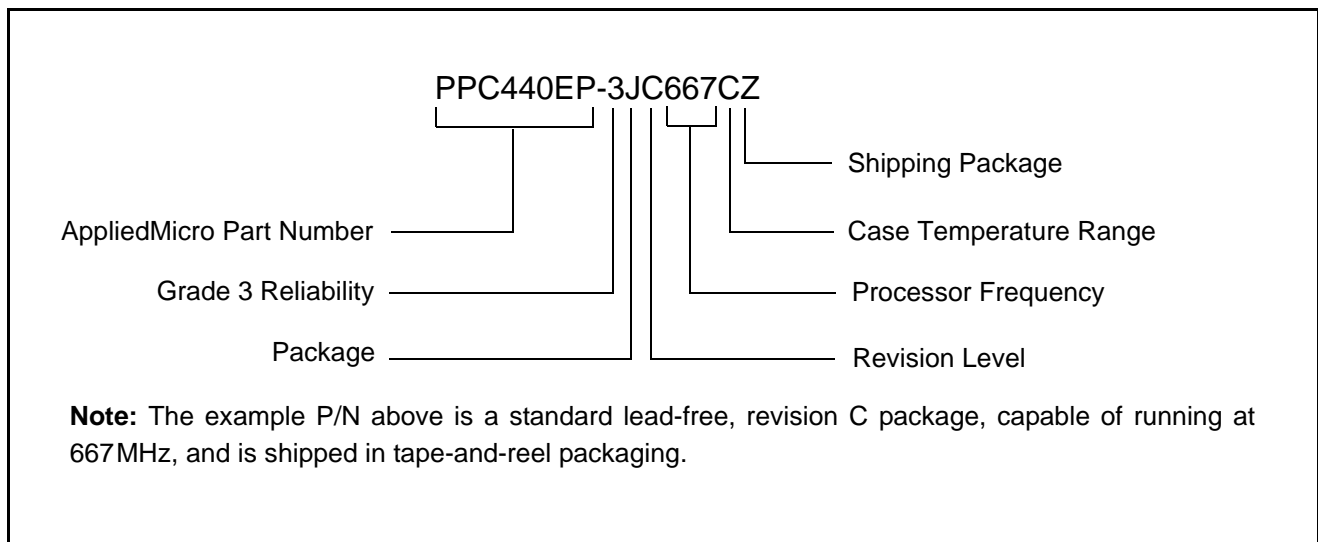 PPC440EP-3JC667CZ
Shipping Package
AppliedMicro Part Number
Case Temperature Range
Grade 3 Reliability
Processor Frequency
Package
Revision Level
Note: The example P/N above is a standard lead-free, revision C package, capable of running at
667MHz, and is shipped in tape-and-reel packaging.